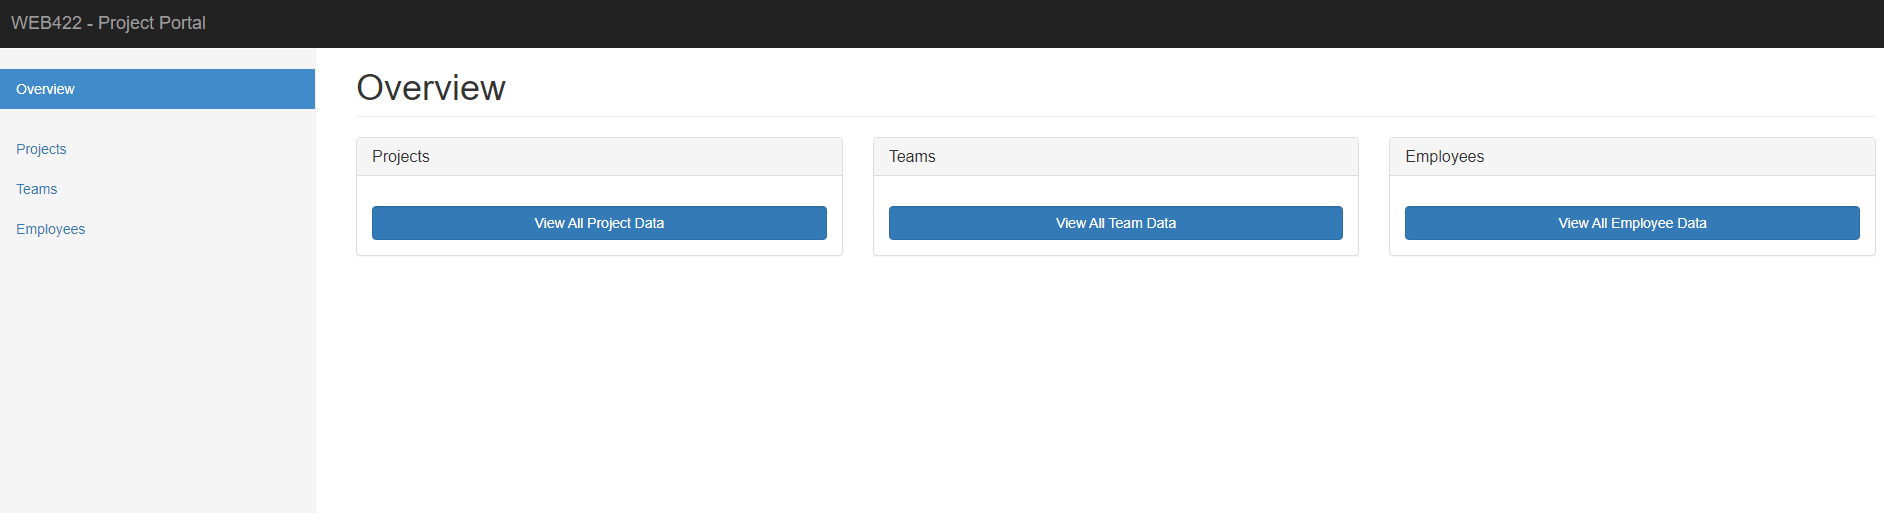 WEB422 - Project Portal
Overview
Projects
Teams
Employees
Overview
Projects
View All Project Data
Teams
View All Team Data
Employees
View All Employee Data